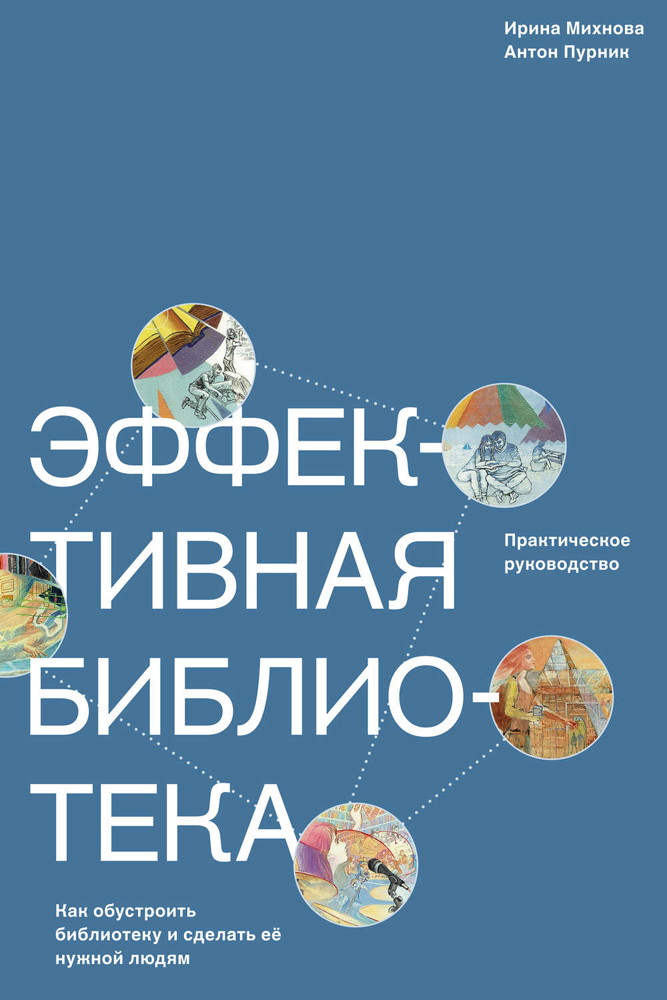 Ирина Михнова
Антон Пурник
ЭФФЕК-
ТИВНАЯ
БИБЛИО-
ТЕКА
Практическое
руководство
Как обустроить
библиотеку и сделать её
нужной людям